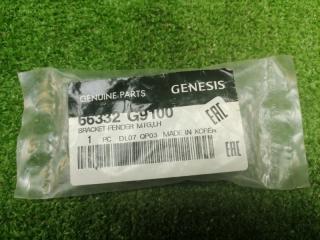 GENUINE PARTS GENESIS
66332 G9100
BRACKET-FENDER MTG,LH
1 PC DL07 QP03 MADE IN KOREA
EAC
EAC